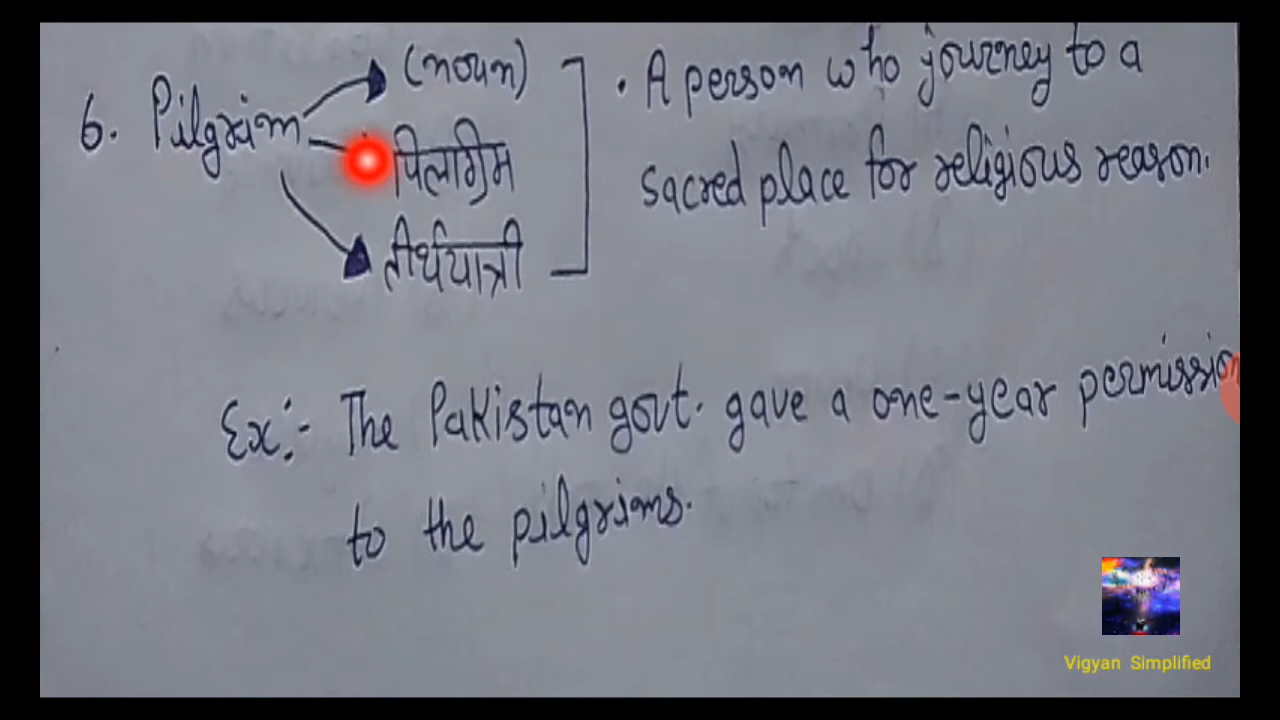 6. Pilgrim
(noun)
पिलग्रिम
तीर्थयात्री
. A person who journey to a
sacred place for religious reason.
Ex:- The Pakistan govt. gave a one-year permission
to the pilgrims.
Vigyan Simplified